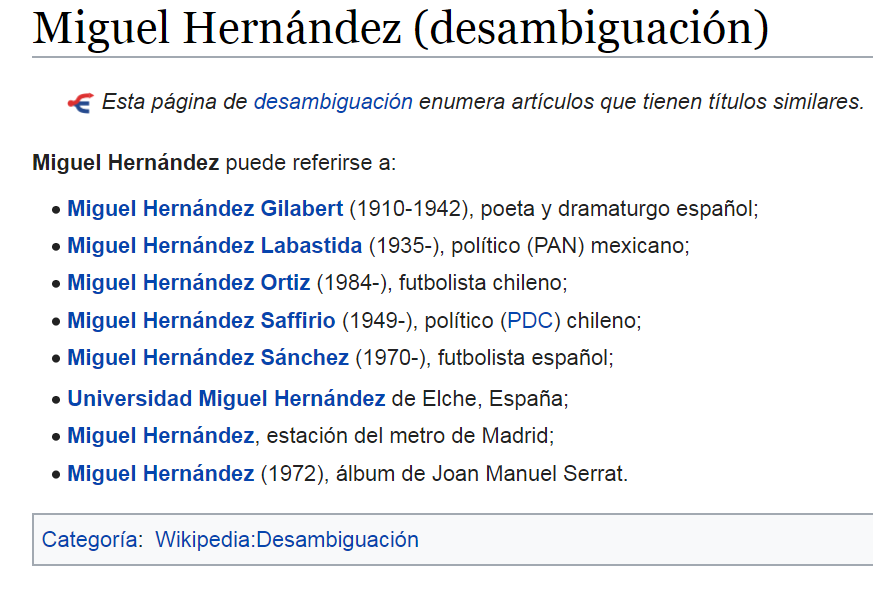 Miguel Hernández (desambiguación)
Esta página de desambiguación enumera artículos que tienen títulos similares.
Miguel Hernández puede referirse a:
• Miguel Hernández Gilabert (1910-1942), poeta y dramaturgo español;
• Miguel Hernández Labastida (1935-), político (PAN) mexicano;
• Miguel Hernández Ortiz (1984-), futbolista chileno;
• Miguel Hernández Saffirio (1949-), político (PDC) chileno;
• Miguel Hernández Sánchez (1970-), futbolista español;
• Universidad Miguel Hernández de Elche, España;
• Miguel Hernández, estación del metro de Madrid;
• Miguel Hernández (1972), álbum de Joan Manuel Serrat.
Categoría: Wikipedia:Desambiguación